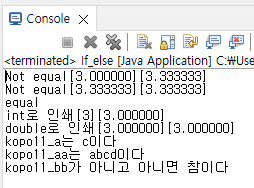 Console
<terminated> If_else [Java Application] C:₩Use
Not equal[3.000000][3.333333]
Not equal[3.333333][3.333333]
equal
int로 인쇄[3][3.000000]
double로 인쇄[3.000000][3.000000]
kopo11_a는 c이다
kopo11_aa는 abcd이다
kopo11_bb가 아니고 아니면 참이다